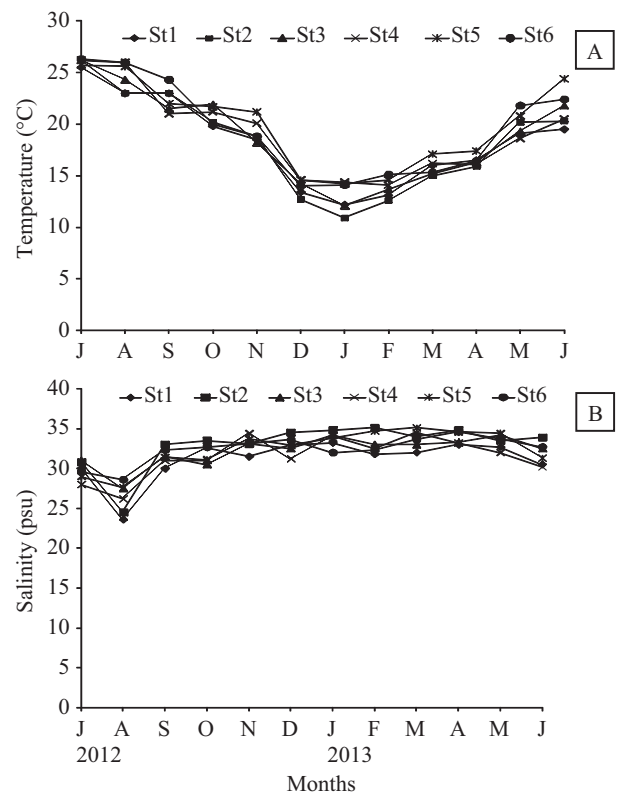 St1 St2 St3 St4 St5 St6
A
30
25
20
15
10
5
0
Temperature (°C)
J A S O N D J F M A M J
St1 St2 St3 St4 St5 St6
B
40
35
30
25
20
15
10
5
0
Salinity (psu)
J A S O N D J F M A M J
2012 2013
Months